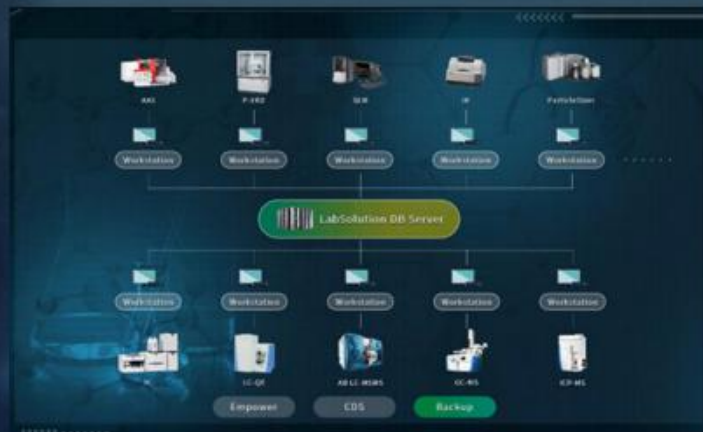 AAS P-XRD SEM IR
Workstation Workstation Workstation Workstation Workstation
LabSolution DB Server
Workstation Workstation Workstation Workstation Workstation
LC-QE AB LC-MSMS GC-MS ICP-MS
Empower CDS Backup